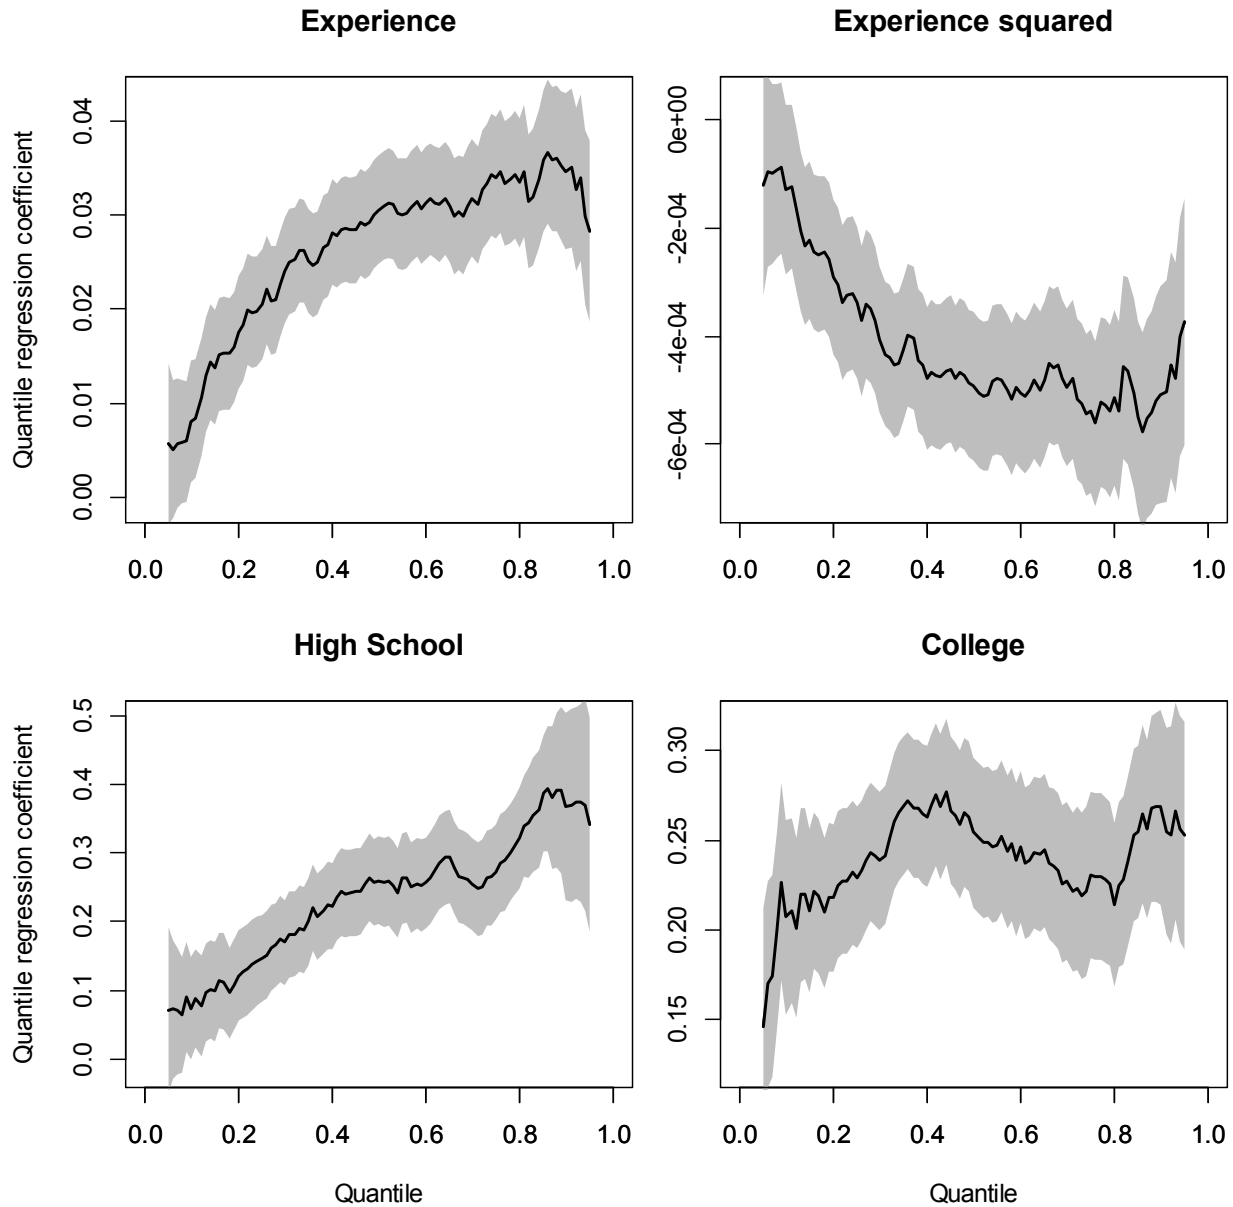 Experience
Experience squared
Quantile regression coefficient
0.04
0.03
0.02
0.01
0.00
0e+00
-2e-04
-4e-04
-6e-04
0.0 0.2 0.4 0.6 0.8 1.0
0.0 0.2 0.4 0.6 0.8 1.0
High School
College
Quantile regression coefficient
0.5
0.4
0.3
0.2
0.1
0.0
0.30
0.25
0.20
0.15
0.0 0.2 0.4 0.6 0.8 1.0
0.0 0.2 0.4 0.6 0.8 1.0
Quantile
Quantile